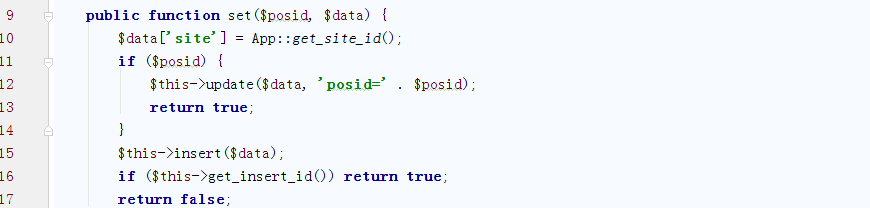 9 public function set($posid, $data) {
10 $data['site'] = App::get_site_id();
11 if ($posid) {
12 $this->update($data, 'posid=' . $posid);
13 return true;
14 }
15 $this->insert($data);
16 if ($this->get_insert_id()) return true;
17 return false;